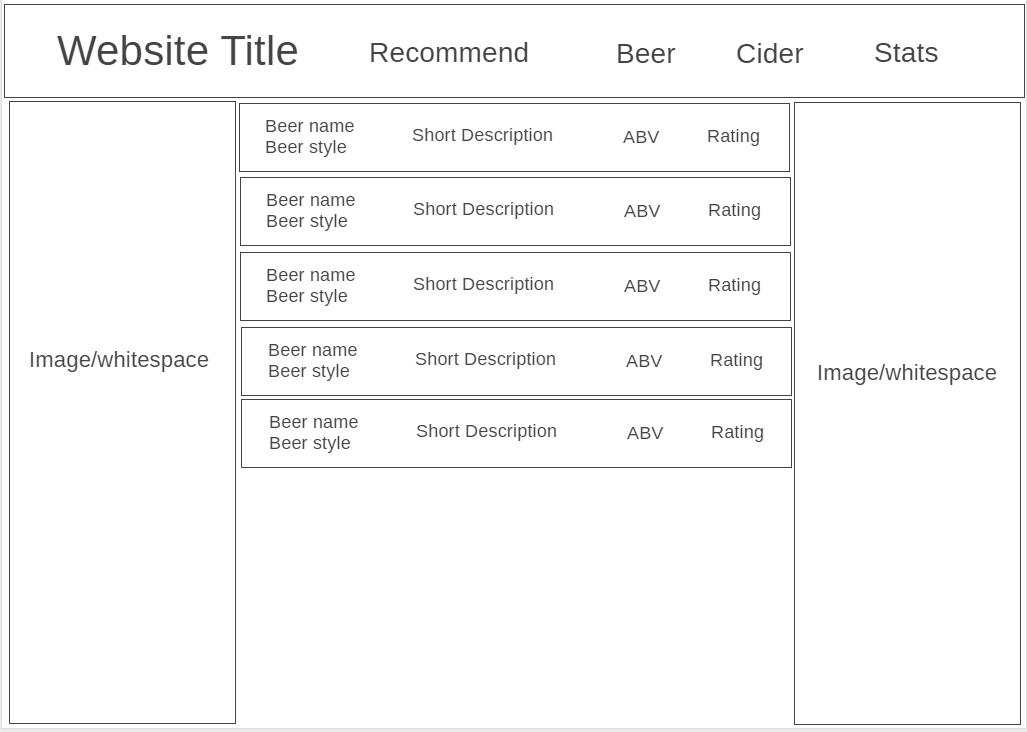 Website Title Recommend Beer Cider Stats
Beer name
Beer style
Short Description
ABV
Rating
Beer name
Beer style
Short Description
ABV
Rating
Beer name
Beer style
Short Description
ABV
Rating
Beer name
Beer style
Short Description
ABV
Rating
Beer name
Beer style
Short Description
ABV
Rating
Image/whitespace
Image/whitespace